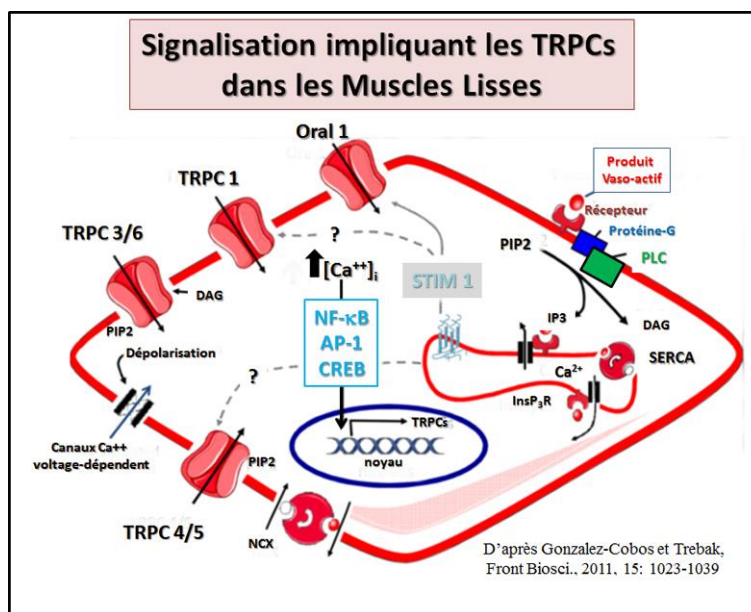 Signalisation impliquant les TRPCs
dans les Muscles Lisses
Oral 1
TRPC 1
TRPC 3/6
DAG
PIP2
Dépolarisation
Canaux Ca++
voltage-dépendent
TRPC 4/5
PIP2
NCX
?
?
[Ca⁺⁺]i
NF-κB
AP-1
CREB
TRPCs
noyau
STIM 1
Produit
Vaso-actif
Récepteur
Protéine-G
PLC
PIP2
IP3
DAG
SERCA
Ca²⁺
InsP₃R
D'après Gonzalez-Cobos et Trebak,
Front Biosci., 2011, 15: 1023-1039